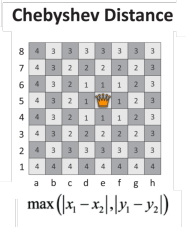 Chebyshev Distance
8 4 3 3 3 3 3 3 3
7 4 3 2 2 2 2 2 3
6 4 3 2 1 1 1 2 3
5 4 3 2 1 1 2 3
4 4 3 2 1 1 1 2 3
3 4 3 2 2 2 2 2 3
2 4 3 3 3 3 3 3 3
1 4 4 4 4 4 4 4 4
a b c d e f g h
max(|x₁ − x₂|,|y₁ − y₂|)